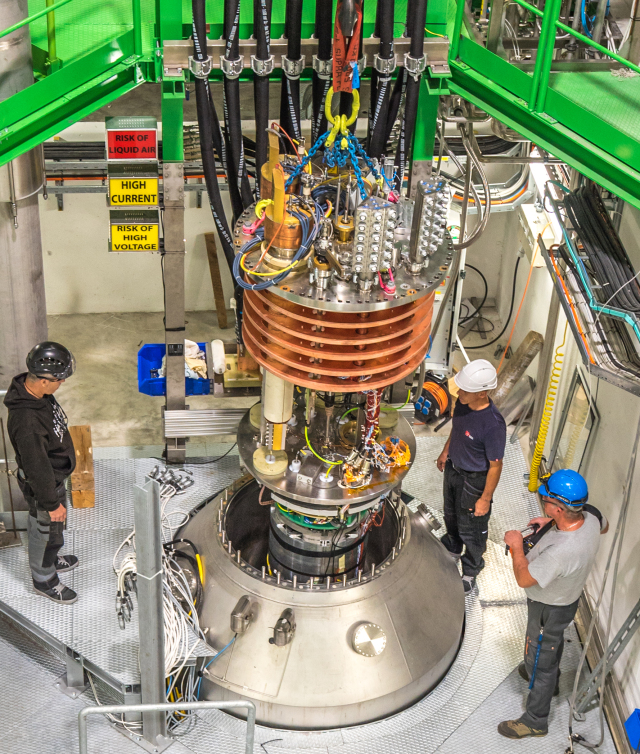 RISK OF
LIQUID AIR
HIGH
CURRENT
RISK OF
HIGH
VOLTAGE